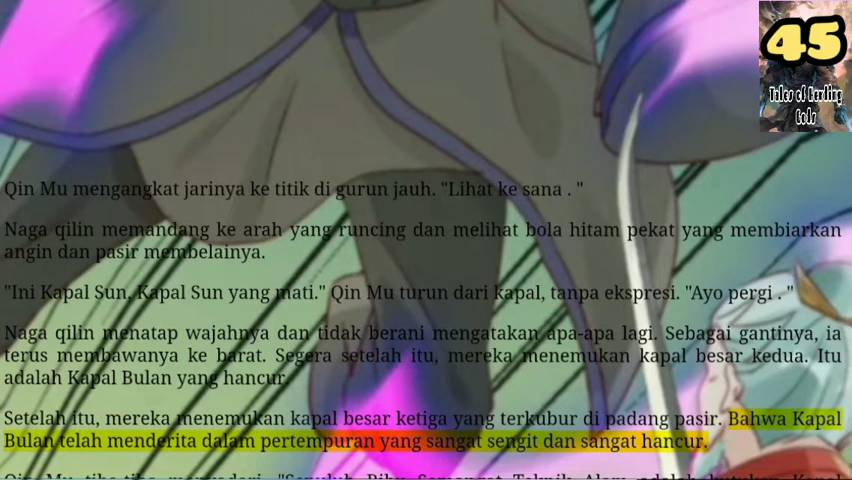 45
Tales of Herding
Gods
Qin Mu mengangkat jarinya ke titik di gurun jauh. "Lihat ke sana . "
Naga qilin memandang ke arah yang runcing dan melihat bola hitam pekat yang membiarkan
angin dan pasir membelainya.
"Ini Kapal Sun, Kapal Sun yang mati." Qin Mu turun dari kapal, tanpa ekspresi. "Ayo pergi . "
Naga qilin menatap wajahnya dan tidak berani mengatakan apa-apa lagi. Sebagai gantinya, ia
terus membawanya ke barat. Segera setelah itu, mereka menemukan kapal besar kedua. Itu
adalah Kapal Bulan yang hancur.
Setelah itu, mereka menemukan kapal besar ketiga yang terkubur di padang pasir. Bahwa Kapal
Bulan telah menderita dalam pertempuran yang sangat sengit dan sangat hancur.